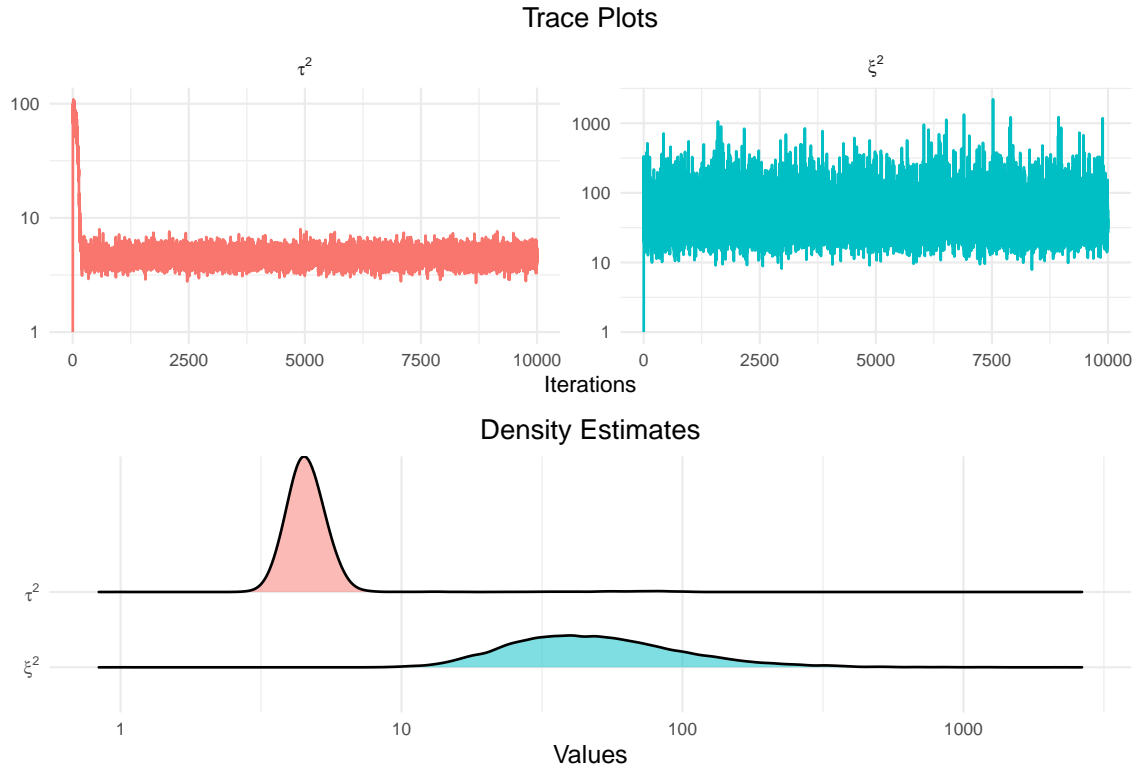 Trace Plots
τ² ξ²
100
10
1
1000
100
10
1
0 2500 5000 7500 10000 0 2500 5000 7500 10000
Iterations
Density Estimates
τ²
ξ²
1 10 100 1000
Values